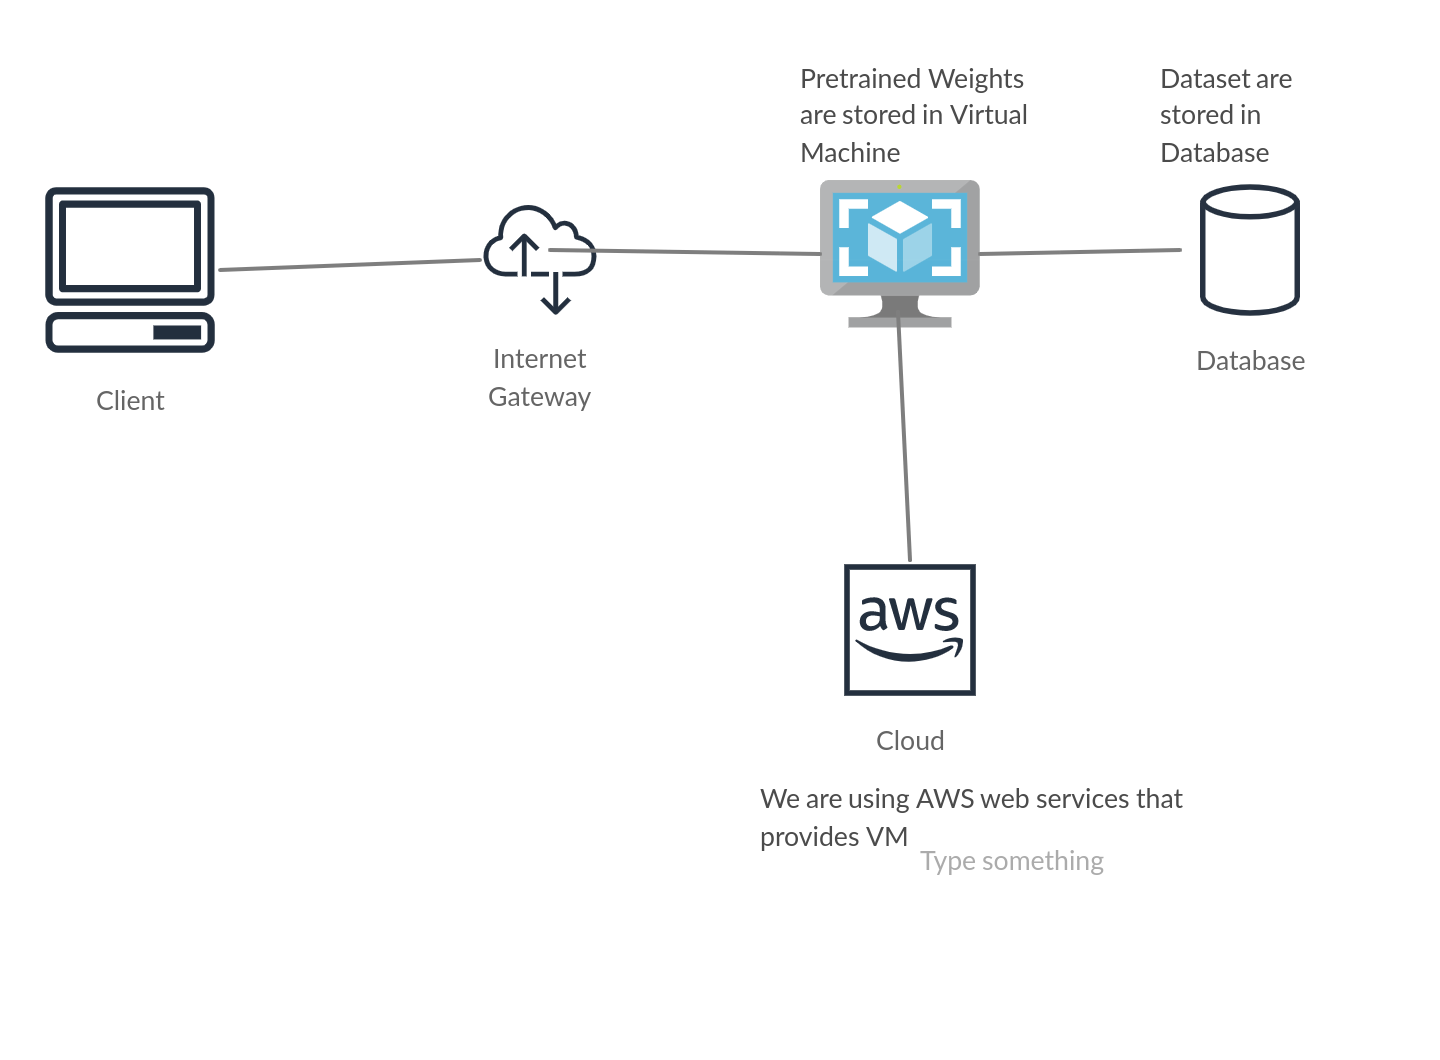 Pretrained Weights
are stored in Virtual
Machine
Dataset are
stored in
Database
Client
Internet
Gateway
Database
aws
Cloud
We are using AWS web services that
provides VM
Type something